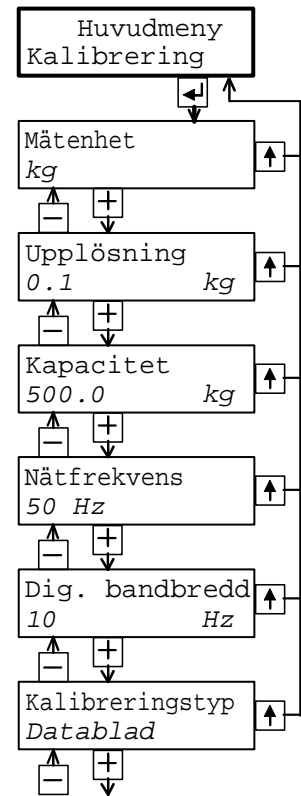 Huvudmeny
Kalibrering
Mätenhet
kg
Upplösning
0.1 kg
Kapacitet
500.0 kg
Nätfrekvens
50 Hz
Dig. bandbredd
10 Hz
Kalibreringstyp
Datablad